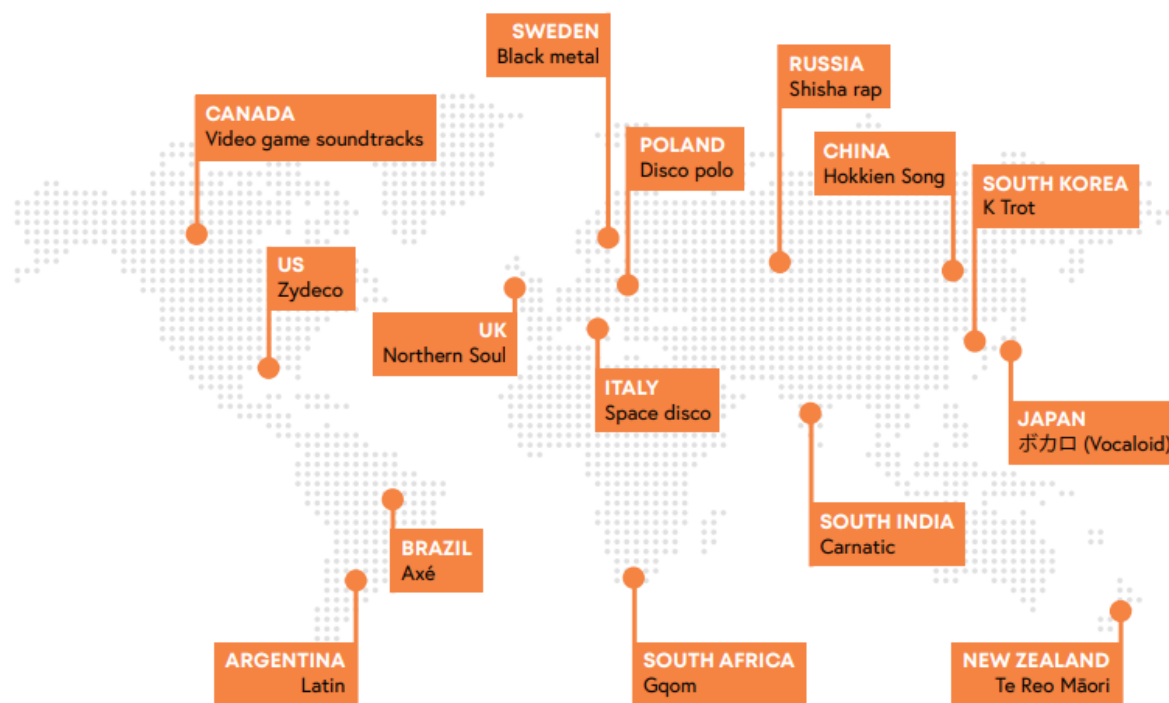 SWEDEN
Black metal
RUSSIA
Shisha rap
CANADA
Video game soundtracks
POLAND
Disco polo
CHINA
Hokkien Song
SOUTH KOREA
K Trot
US
Zydeco
UK
Northern Soul
ITALY
Space disco
JAPAN
ボカロ (Vocaloid)
SOUTH INDIA
Carnatic
BRAZIL
Axé
ARGENTINA
Latin
SOUTH AFRICA
Gqom
NEW ZEALAND
Te Reo Māori